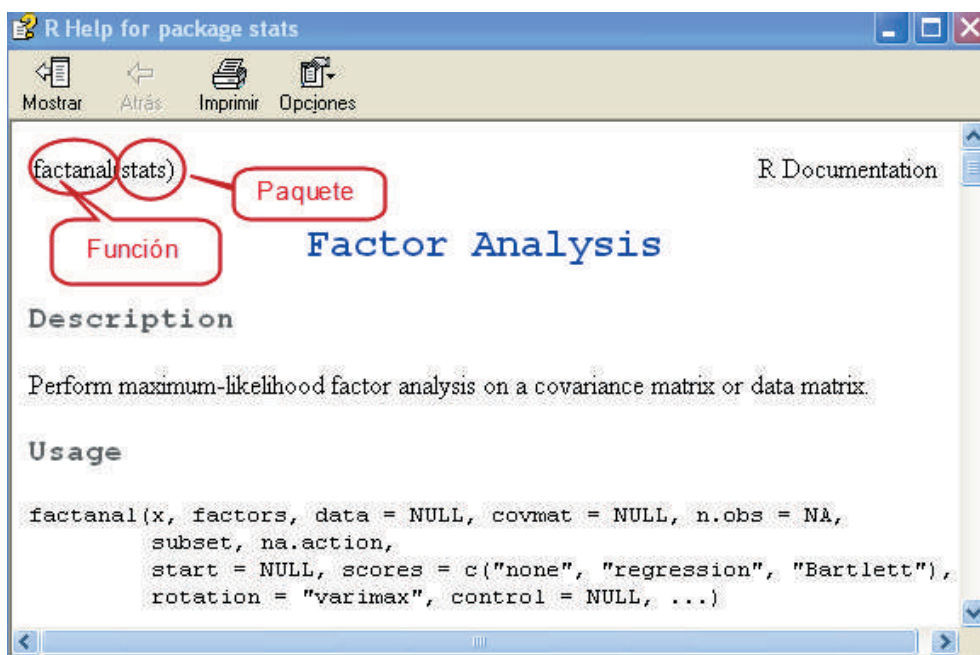 R Help for package stats
Mostrar Atrás Imprimir Opciones
factanal(stats) R Documentation
Paquete
Función
Factor Analysis
Description
Perform maximum-likelihood factor analysis on a covariance matrix or data matrix.
Usage
factanal(x, factors, data = NULL, covmat = NULL, n.obs = NA,
subset, na.action,
start = NULL, scores = c("none", "regression", "Bartlett"),
rotation = "varimax", control = NULL, ...)